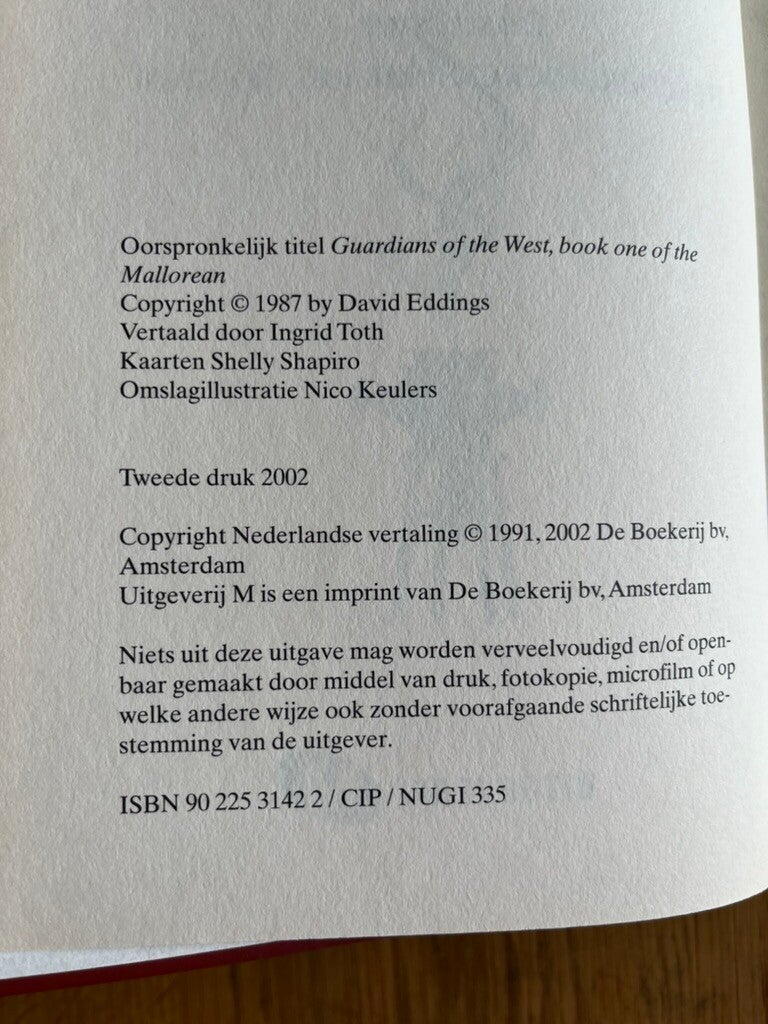 Oorspronkelijk titel Guardians of the West, book one of the
Mallorean
Copyright © 1987 by David Eddings
Vertaald door Ingrid Toth
Kaarten Shelly Shapiro
Omslagillustratie Nico Keulers
Tweede druk 2002
Copyright Nederlandse vertaling © 1991, 2002 De Boekerij bv,
Amsterdam
Uitgeverij M is een imprint van De Boekerij bv, Amsterdam
Niets uit deze uitgave mag worden verveelvoudigd en/of open-
baar gemaakt door middel van druk, fotokopie, microfilm of op
welke andere wijze ook zonder voorafgaande schriftelijke toe-
stemming van de uitgever.
ISBN 90 225 3142 2 / CIP / NUGI 335